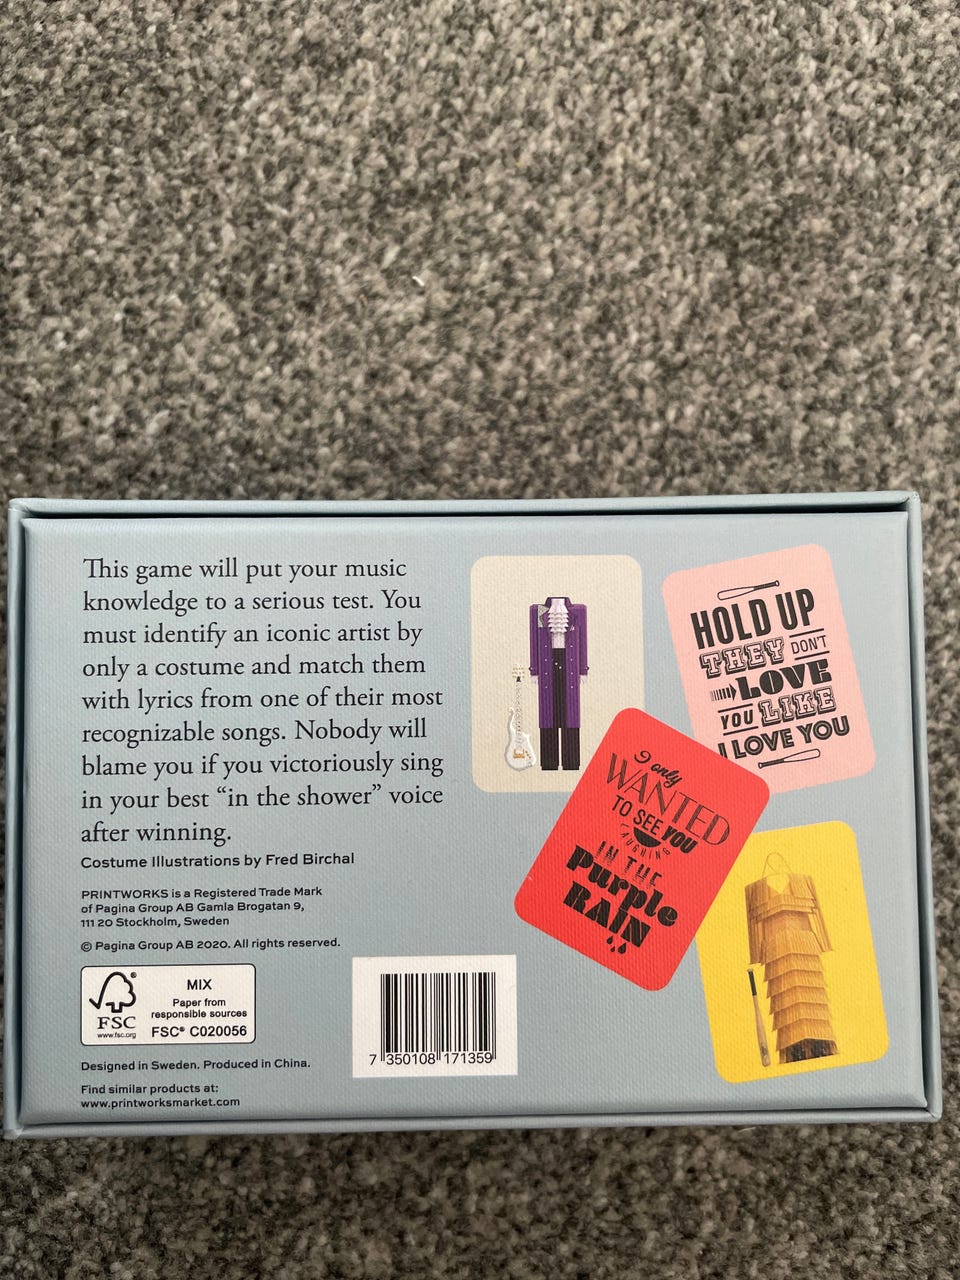 This game will put your music
knowledge to a serious test. You
must identify an iconic artist by
only a costume and match them
with lyrics from one of their most
recognizable songs. Nobody will
blame you if you victoriously sing
in your best “in the shower” voice
after winning.
Costume Illustrations by Fred Birchal
PRINTWORKS is a Registered Trade Mark
of Pagina Group AB Gamla Brogatan 9,
111 20 Stockholm, Sweden
© Pagina Group AB 2020. All rights reserved.
FSC®
www.fsc.org
MIX
Paper from
responsible sources
FSC® C020056
Designed in Sweden. Produced in China.
Find similar products at:
www.printworksmarket.com
7 350108 171359
HOLD UP
THEY DON'T
LOVE
YOU LIKE
I LOVE YOU
I only
WANTED
TO SEE YOU
LAUGHING
IN THE
Purple
RAIN